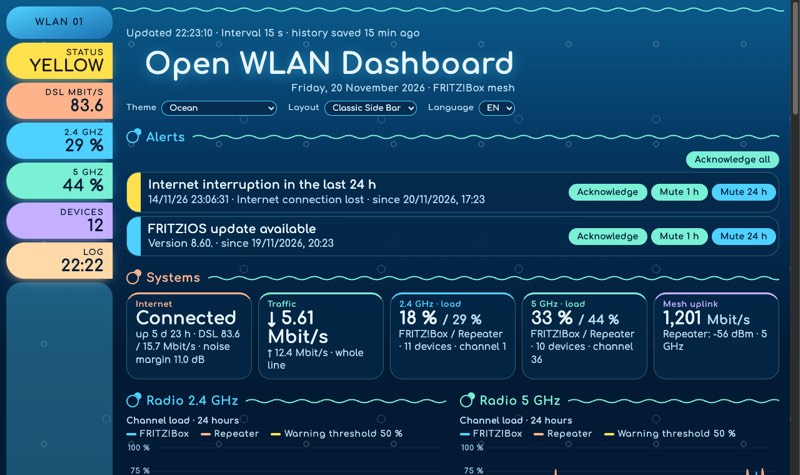 WLAN 01
STATUS
YELLOW
DSL MBIT/S
83.6
2.4 GHZ
29 %
5 GHZ
44 %
DEVICES
12
LOG
22:22
Updated 22:23:10 · Interval 15 s · history saved 15 min ago
Open WLAN Dashboard
Friday, 20 November 2026 · FRITZ!Box mesh
Theme Ocean Layout Classic Side Bar Language EN
Alerts
Acknowledge all
Internet interruption in the last 24 h
14/11/26 23:06:31 · Internet connection lost · since 20/11/2026, 17:23
Acknowledge Mute 1 h Mute 24 h
FRITZ!OS update available
Version 8.60. · since 19/11/2026, 20:23
Acknowledge Mute 1 h Mute 24 h
Systems
Internet
Connected
up 5 d 23 h · DSL 83.6
/ 15.7 Mbit/s · noise
margin 11.0 dB
Traffic
↓ 5.61
Mbit/s
↑ 12.4 Mbit/s · whole
line
2.4 GHz · load
18 % / 29 %
FRITZ!Box / Repeater
· 11 devices · channel 1
5 GHz · load
33 % / 44 %
FRITZ!Box / Repeater
· 10 devices · channel
36
Mesh uplink
1,201 Mbit/s
Repeater: -56 dBm · 5
GHz
Radio 2.4 GHz
Channel load · 24 hours
FRITZ!Box Repeater Warning threshold 50 %
100 %
75 %
Radio 5 GHz
Channel load · 24 hours
FRITZ!Box Repeater Warning threshold 50 %
100 %
75 %